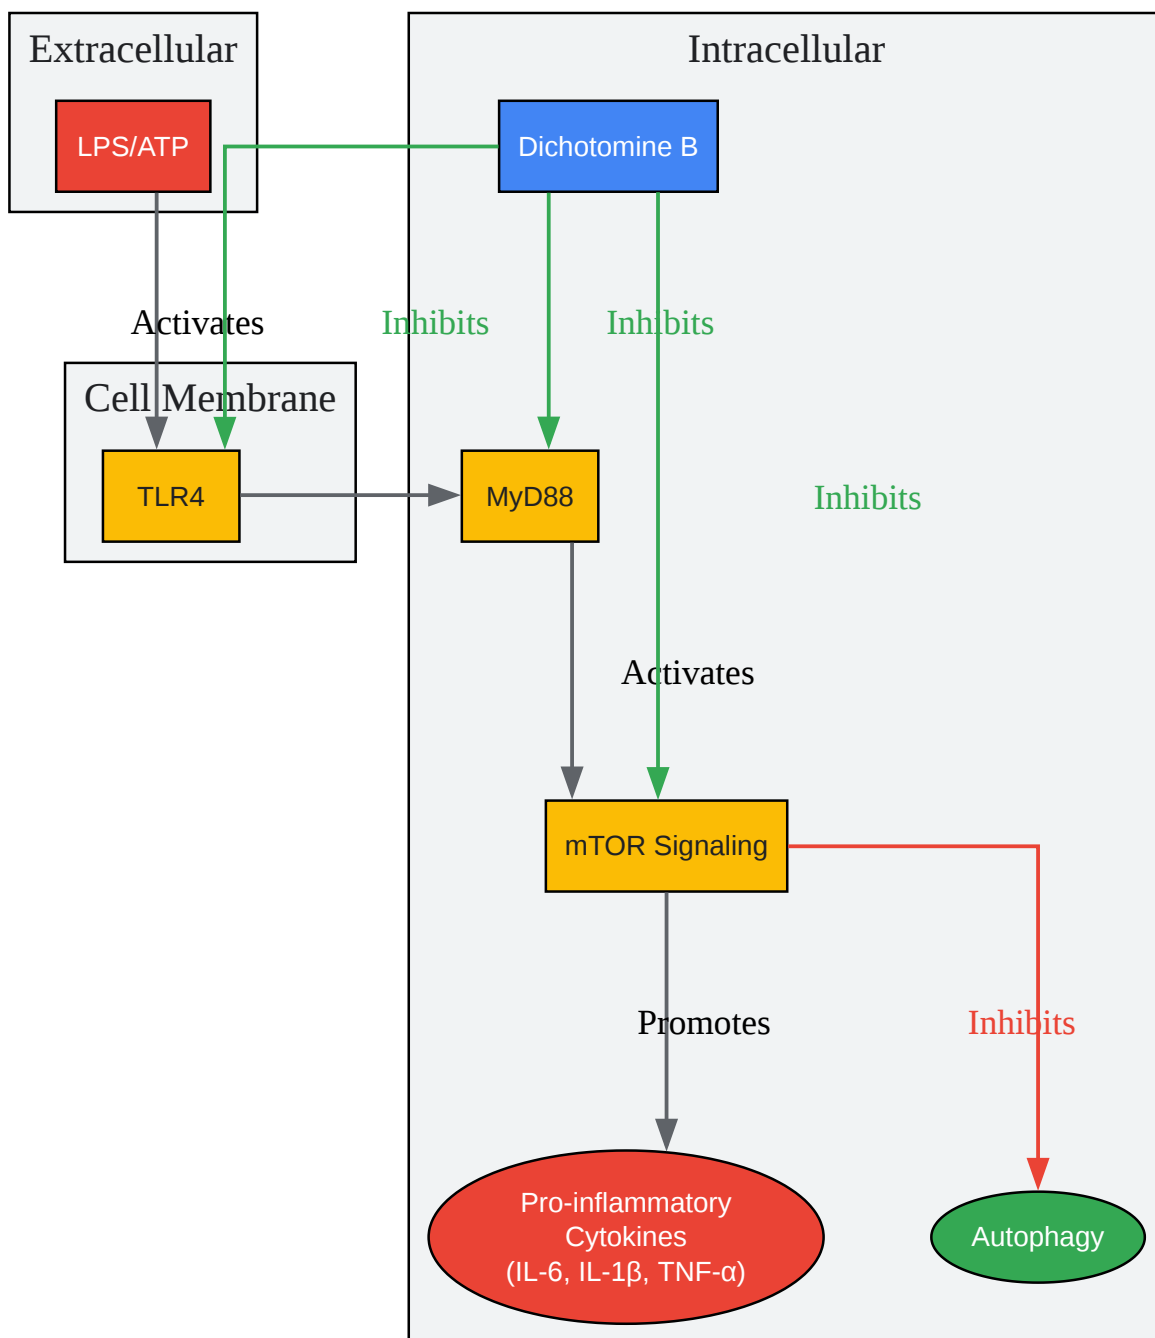 Extracellular
Intracellular
LPS/ATP
Dichotomine B
Activates
Inhibits
Inhibits
Cell Membrane
TLR4
MyD88
Inhibits
Activates
mTOR Signaling
Promotes
Inhibits
Pro-inflammatory
Cytokines
(IL-6, IL-1β, TNF-α)
Autophagy